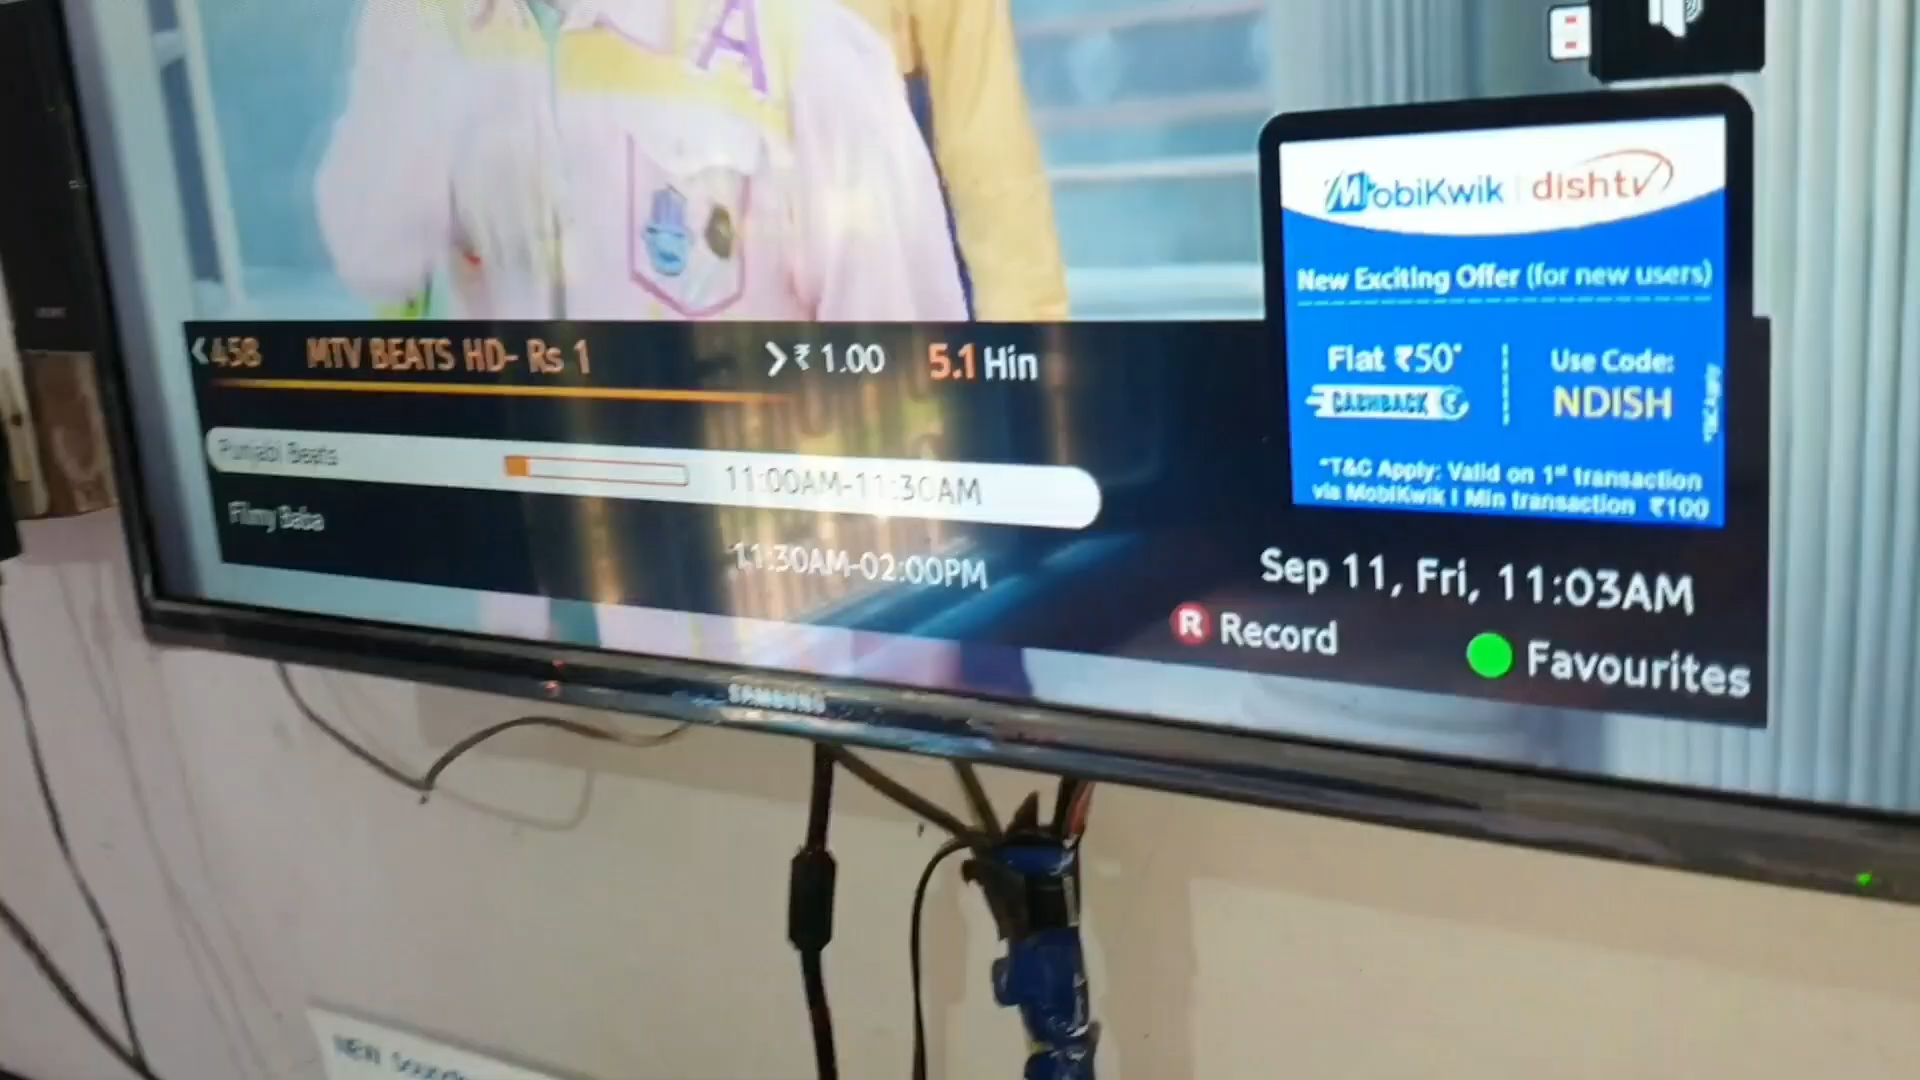 A
MobiKwik | dishtv
New Exciting Offer (for new users)
Flat ₹50*
CASHBACK
Use Code:
NDISH
*T&C Apply
*T&C Apply: Valid on 1st transaction
via MobiKwik | Min transaction ₹100
458 MTV BEATS HD- Rs 1 ₹ 1.00 5.1 Hin
Punjabi Beats 11:00AM-11:30AM
Filmy Baba 11:30AM-02:00PM
Sep 11, Fri, 11:03AM
R Record Favourites
SAMSUNG
NEW